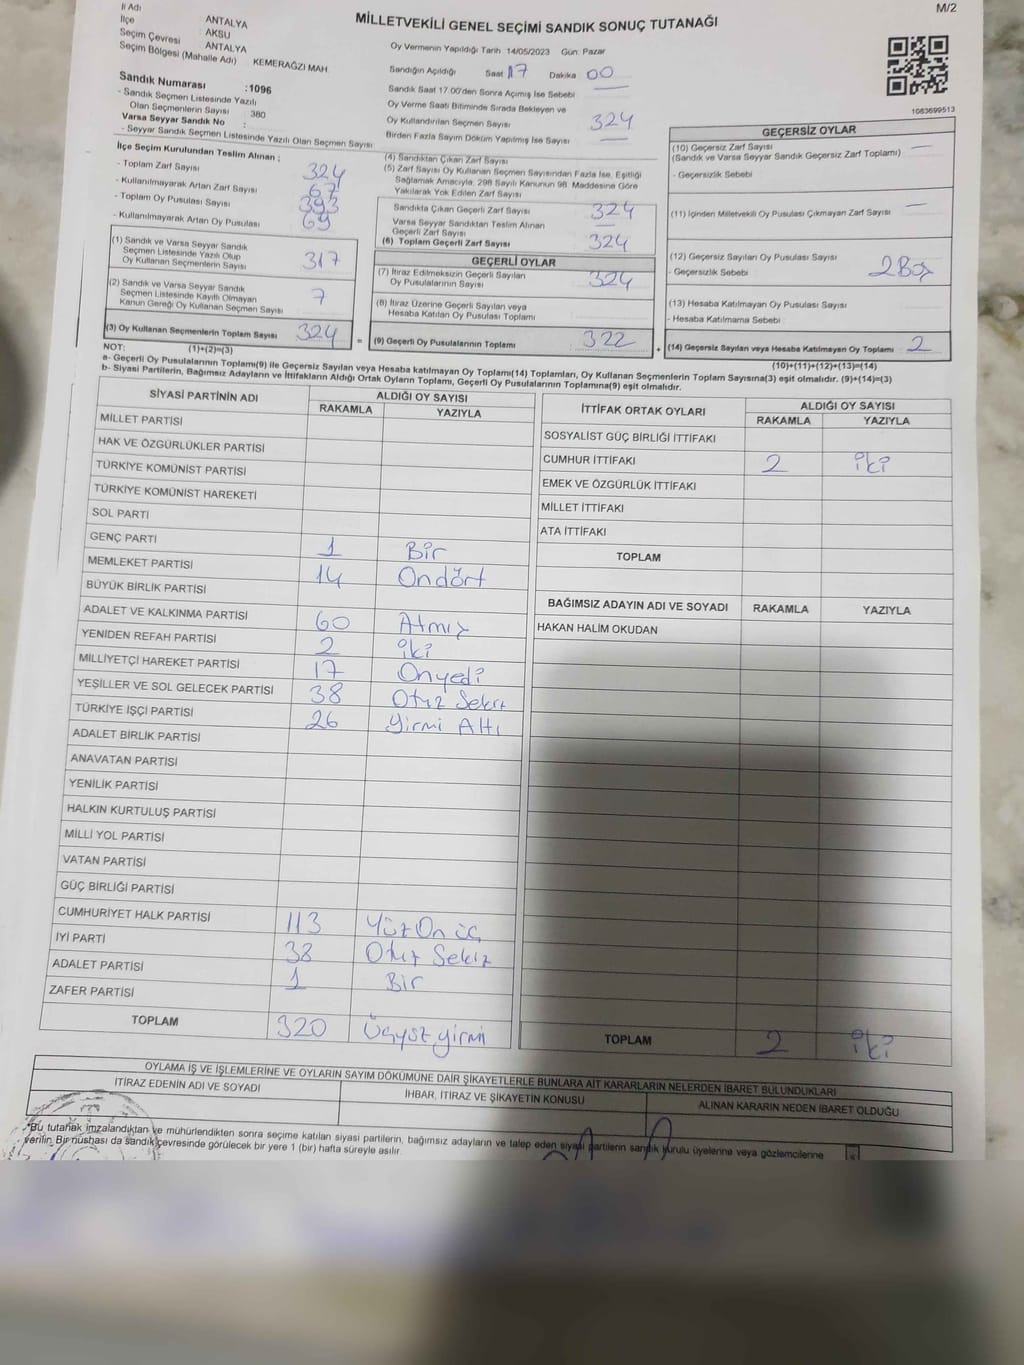 M/2
İl Adı ANTALYA
İlçe AKSU
Seçim Çevresi ANTALYA
Seçim Bölgesi (Mahalle Adı) KEMERAĞZI MAH
MİLLETVEKİLİ GENEL SEÇİMİ SANDIK SONUÇ TUTANAĞI
Oy Vermenin Yapıldığı Tarih :14/05/2023 Gün: Pazar
Sandığın Açıldığı Saat 17 Dakika 00
Sandık Saat 17.00'den Sonra Açılmış İse Sebebi
Oy Verme Saati Bitiminde Sırada Bekleyen ve
Oy Kullandırılan Seçmen Sayısı 324
Birden Fazla Sayım Döküm Yapılmış İse Sayısı
1083699513
Sandık Numarası :1096
- Sandık Seçmen Listesinde Yazılı
Olan Seçmenlerin Sayısı : 380
Varsa Seyyar Sandık No :
- Seyyar Sandık Seçmen Listesinde Yazılı Olan Seçmen Sayısı
İlçe Seçim Kurulundan Teslim Alınan ;
- Toplam Zarf Sayısı 324
- Kullanılmayarak Artan Zarf Sayısı 67
- Toplam Oy Pusulası Sayısı 393
- Kullanılmayarak Artan Oy Pusulası 69
(1) Sandık ve Varsa Seyyar Sandık
Seçmen Listesinde Yazılı Olup
Oy Kullanan Seçmenlerin Sayısı 317
(2) Sandık ve Varsa Seyyar Sandık
Seçmen Listesinde Kayıtlı Olmayan
Kanun Gereği Oy Kullanan Seçmen Sayısı 7
(3) Oy Kullanan Seçmenlerin Toplam Sayısı 324 =
(4) Sandıktan Çıkan Zarf Sayısı
(5) Zarf Sayısı Oy Kullanan Seçmen Sayısından Fazla İse, Eşitliği
Sağlamak Amacıyla, 298 Sayılı Kanunun 98. Maddesine Göre
Yakılarak Yok Edilen Zarf Sayısı
Sandıkta Çıkan Geçerli Zarf Sayısı 324
Varsa Seyyar Sandıktan Teslim Alınan
Geçerli Zarf Sayısı
(6) Toplam Geçerli Zarf Sayısı 324
GEÇERLİ OYLAR
(7) İtiraz Edilmeksizin Geçerli Sayılan
Oy Pusulalarının Sayısı 324
(8) İtiraz Üzerine Geçerli Sayılan veya
Hesaba Katılan Oy Pusulası Toplamı
(9) Geçerli Oy Pusulalarının Toplamı 322 +
GEÇERSİZ OYLAR
(10) Geçersiz Zarf Sayısı
(Sandık ve Varsa Seyyar Sandık Geçersiz Zarf Toplamı)
- Geçersizlik Sebebi
(11) İçinden Milletvekili Oy Pusulası Çıkmayan Zarf Sayısı
(12) Geçersiz Sayılan Oy Pusulası Sayısı
- Geçersizlik Sebebi : 2 Boş
(13) Hesaba Katılmayan Oy Pusulası Sayısı
- Hesaba Katılmama Sebebi :
(14) Geçersiz Sayılan veya Hesaba Katılmayan Oy Toplamı 2
NOT: (1)+(2)=(3) (10)+(11)+(12)+(13)=(14)
a- Geçerli Oy Pusulalarının Toplamı(9) ile Geçersiz Sayılan veya Hesaba katılmayan Oy Toplamı(14) Toplamları, Oy Kullanan Seçmenlerin Toplam Sayısına(3) eşit olmalıdır. (9)+(14)=(3)
b- Siyasi Partilerin, Bağımsız Adayların ve İttifakların Aldığı Ortak Oyların Toplamı, Geçerli Oy Pusulalarının Toplamına(9) eşit olmalıdır.
SİYASİ PARTİNİN ADI ALDIĞI OY SAYISI
RAKAMLA YAZIYLA
MİLLET PARTİSİ
HAK VE ÖZGÜRLÜKLER PARTİSİ
TÜRKİYE KOMÜNİST PARTİSİ
TÜRKİYE KOMÜNİST HAREKETİ
SOL PARTİ
GENÇ PARTİ 1 Bir
MEMLEKET PARTİSİ 14 Ondört
BÜYÜK BİRLİK PARTİSİ
ADALET VE KALKINMA PARTİSİ 60 Atmış
YENİDEN REFAH PARTİSİ 2 iki
MİLLİYETÇİ HAREKET PARTİSİ 17 Onyedi
YEŞİLLER VE SOL GELECEK PARTİSİ 38 Otuz Sekiz
TÜRKİYE İŞÇİ PARTİSİ 26 Yirmi Altı
ADALET BİRLİK PARTİSİ
ANAVATAN PARTİSİ
YENİLİK PARTİSİ
HALKIN KURTULUŞ PARTİSİ
MİLLİ YOL PARTİSİ
VATAN PARTİSİ
GÜÇ BİRLİĞİ PARTİSİ
CUMHURİYET HALK PARTİSİ 113 Yüz On üç
İYİ PARTİ 38 Otuz Sekiz
ADALET PARTİSİ 1 Bir
ZAFER PARTİSİ
TOPLAM 320 Üçyüz yirmi
İTTİFAK ORTAK OYLARI ALDIĞI OY SAYISI
RAKAMLA YAZIYLA
SOSYALİST GÜÇ BİRLİĞİ İTTİFAKI
CUMHUR İTTİFAKI 2 iki
EMEK VE ÖZGÜRLÜK İTTİFAKI
MİLLET İTTİFAKI
ATA İTTİFAKI
TOPLAM
BAĞIMSIZ ADAYIN ADI VE SOYADI RAKAMLA YAZIYLA
HAKAN HALİM OKUDAN
TOPLAM 2 iki
OYLAMA İŞ VE İŞLEMLERİNE VE OYLARIN SAYIM DÖKÜMÜNE DAİR ŞİKAYETLERLE BUNLARA AİT KARARLARIN NELERDEN İBARET BULUNDUKLARI
İTİRAZ EDENİN ADI VE SOYADI İHBAR, İTİRAZ VE ŞİKAYETİN KONUSU ALINAN KARARIN NEDEN İBARET OLDUĞU
*Bu tutanak imzalandıktan ve mühürlendikten sonra seçime katılan siyasi partilerin, bağımsız adayların ve talep eden siyasi partilerin sandık kurulu üyelerine veya gözlemcilerine
verilir. Bir nüshası da sandık çevresinde görülecek bir yere 1 (bir) hafta süreyle asılır.